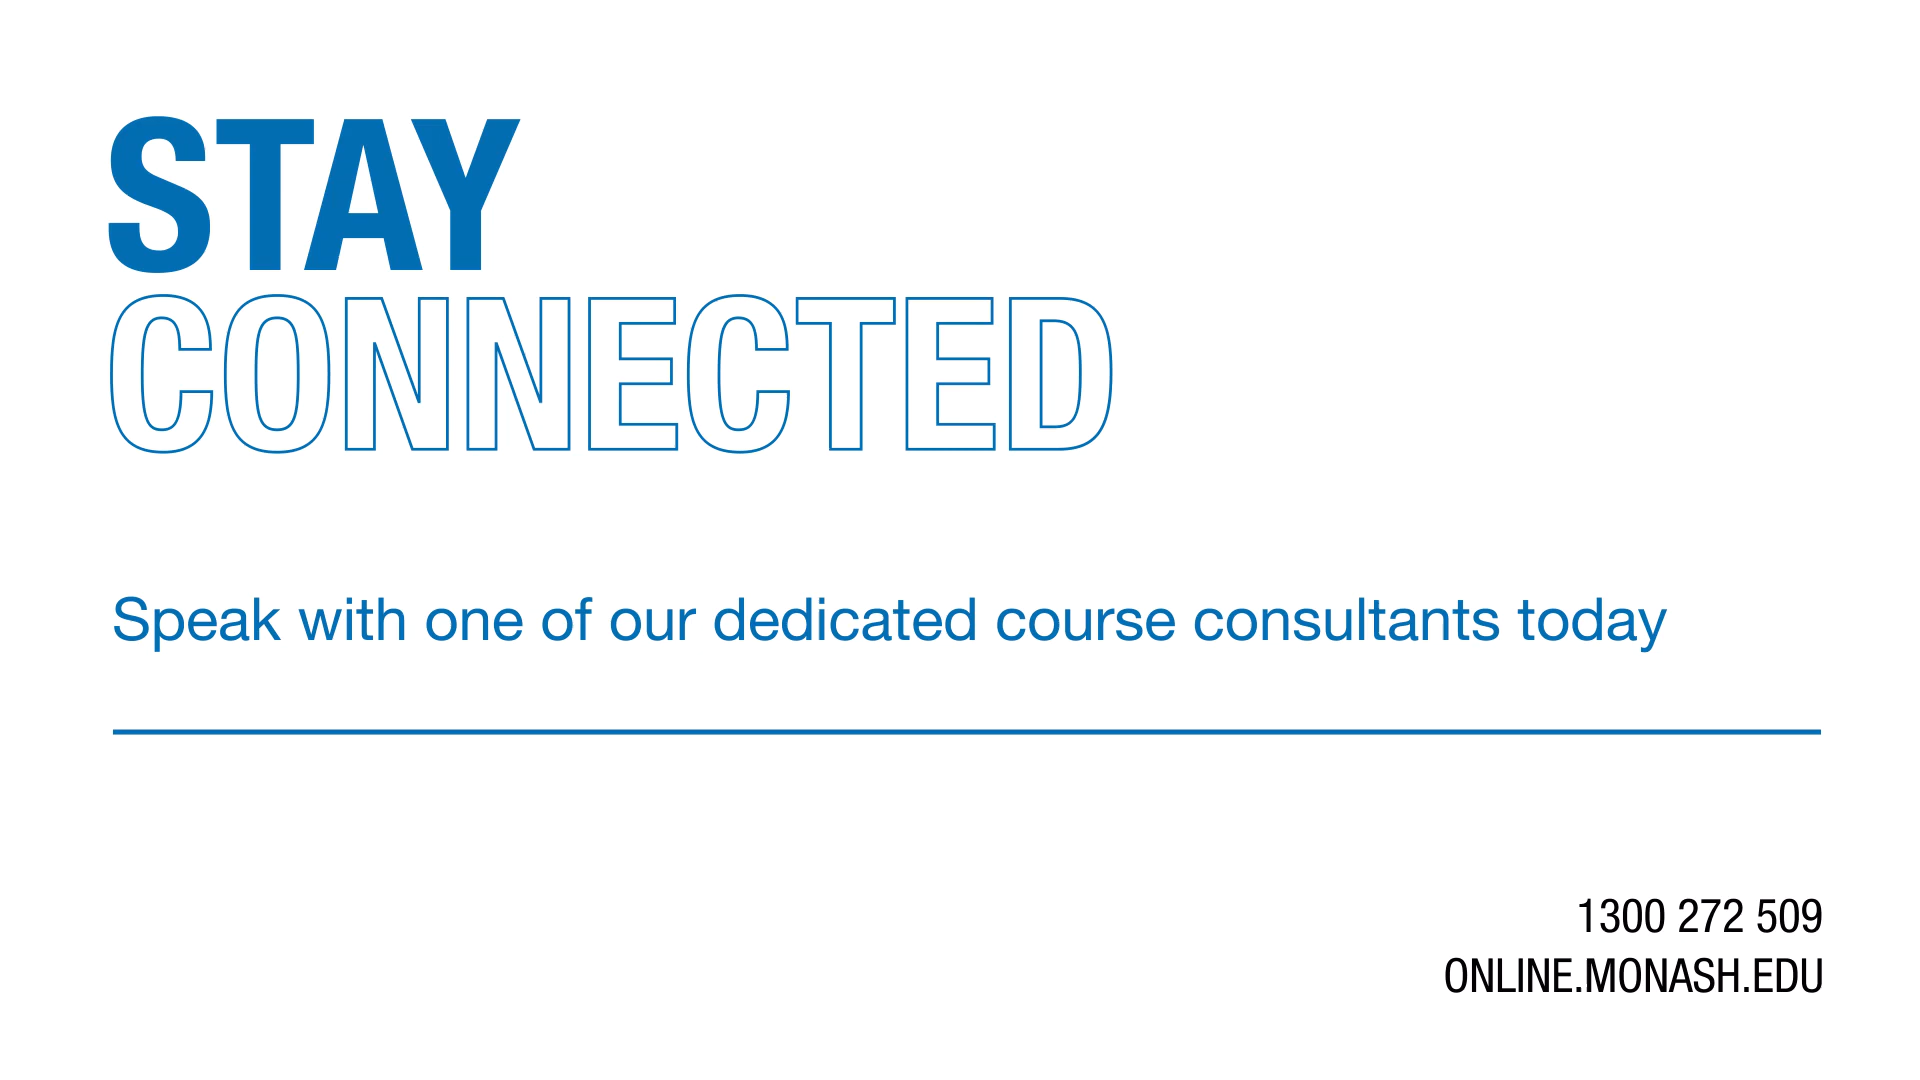 STAY
CONNECTED
Speak with one of our dedicated course consultants today
1300 272 509
ONLINE.MONASH.EDU